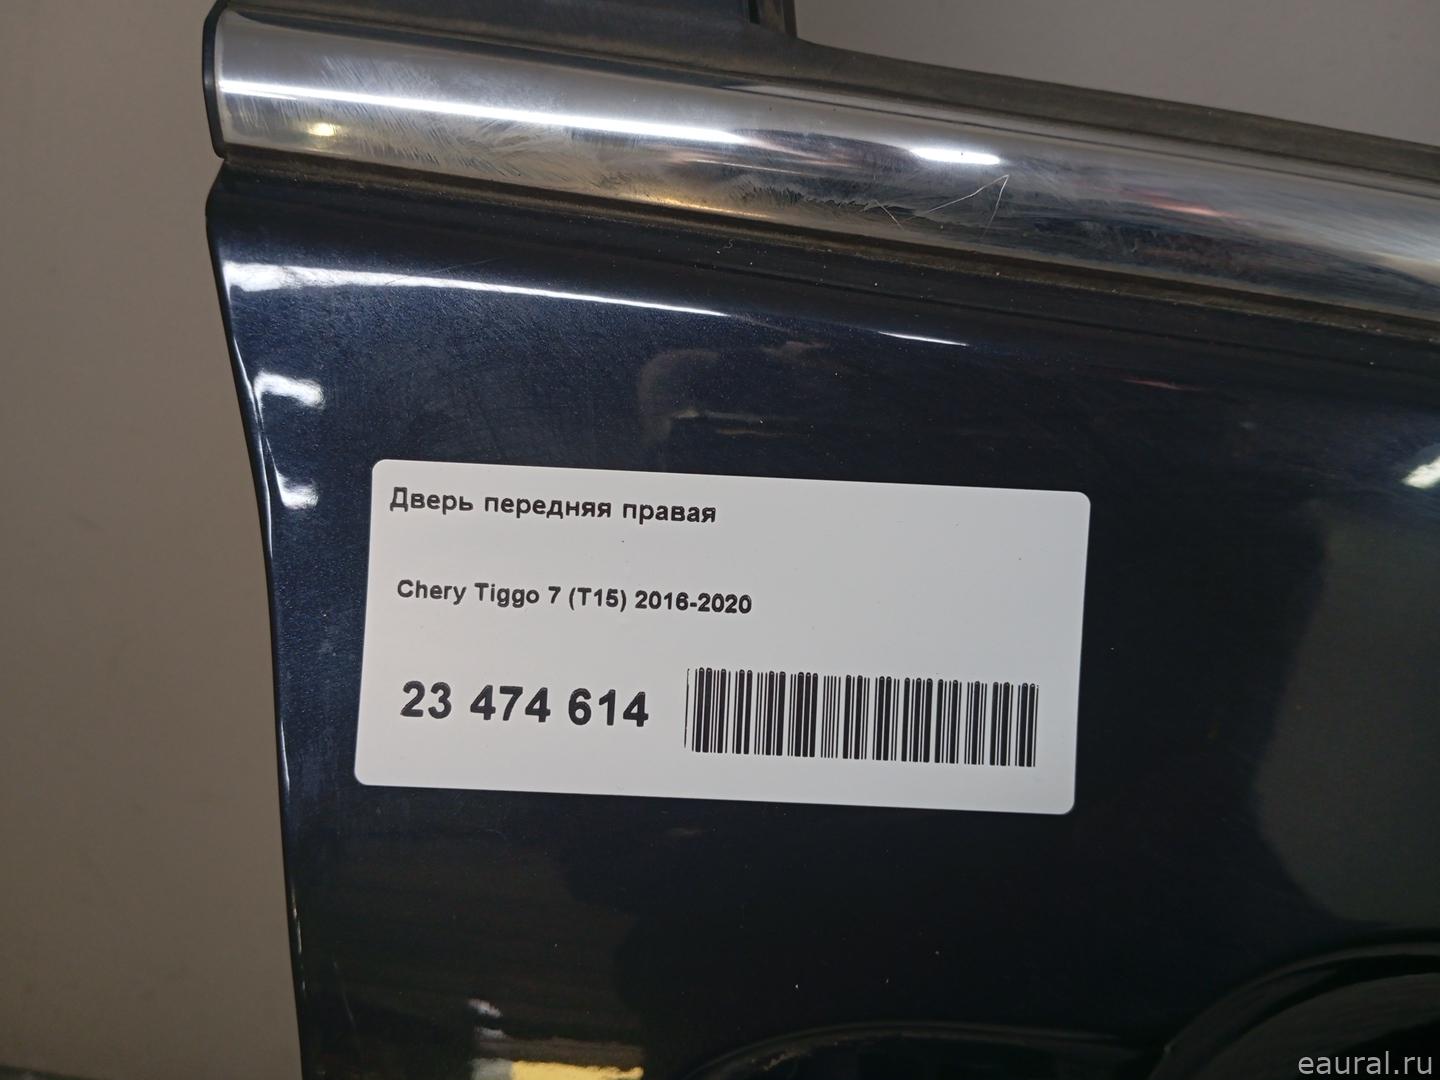 Дверь передняя правая
Chery Tiggo 7 (T15) 2016-2020
23 474 614
eaural.ru